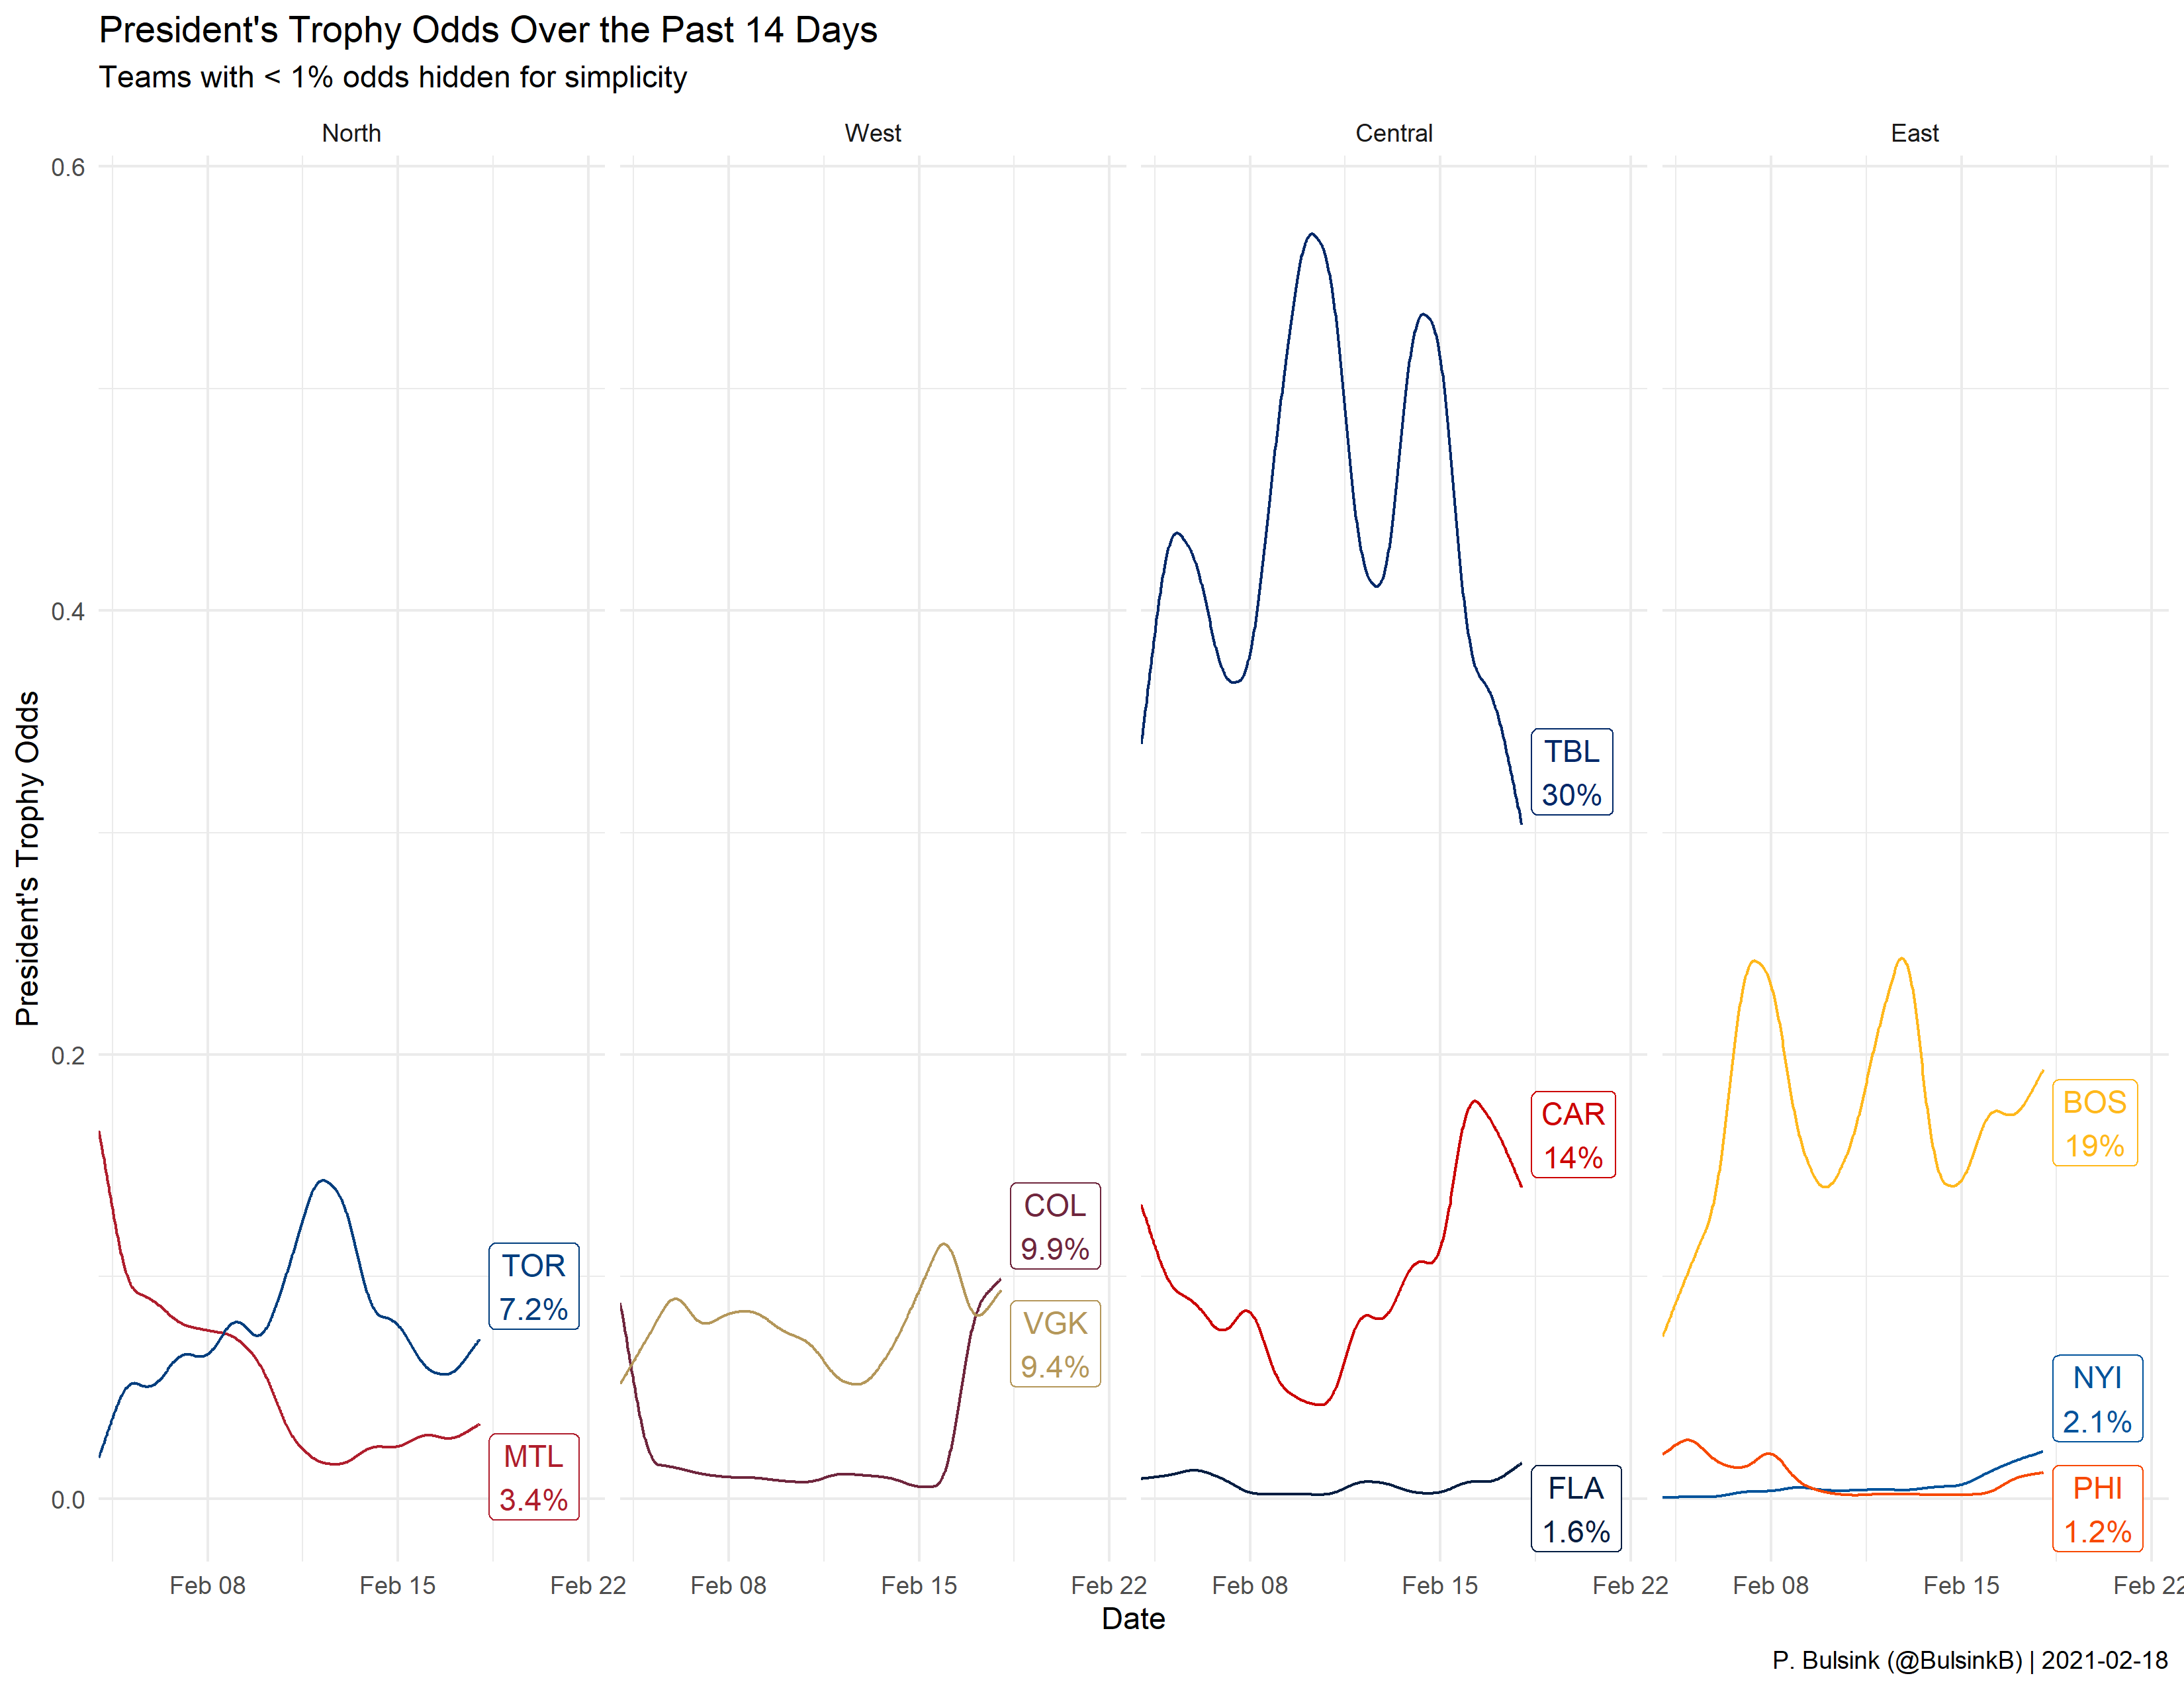 President's Trophy Odds Over the Past 14 Days
Teams with < 1% odds hidden for simplicity
North
West
Central
East
0.6
0.4
0.2
0.0
President's Trophy Odds
TBL
30%
CAR
14%
BOS
19%
COL
9.9%
TOR
7.2%
VGK
9.4%
NYI
2.1%
MTL
3.4%
FLA
1.6%
PHI
1.2%
Feb 08
Feb 15
Feb 22
Feb 08
Feb 15
Feb 22
Feb 08
Feb 15
Feb 22
Feb 08
Feb 15
Feb 22
Date
P. Bulsink (@BulsinkB) | 2021-02-18